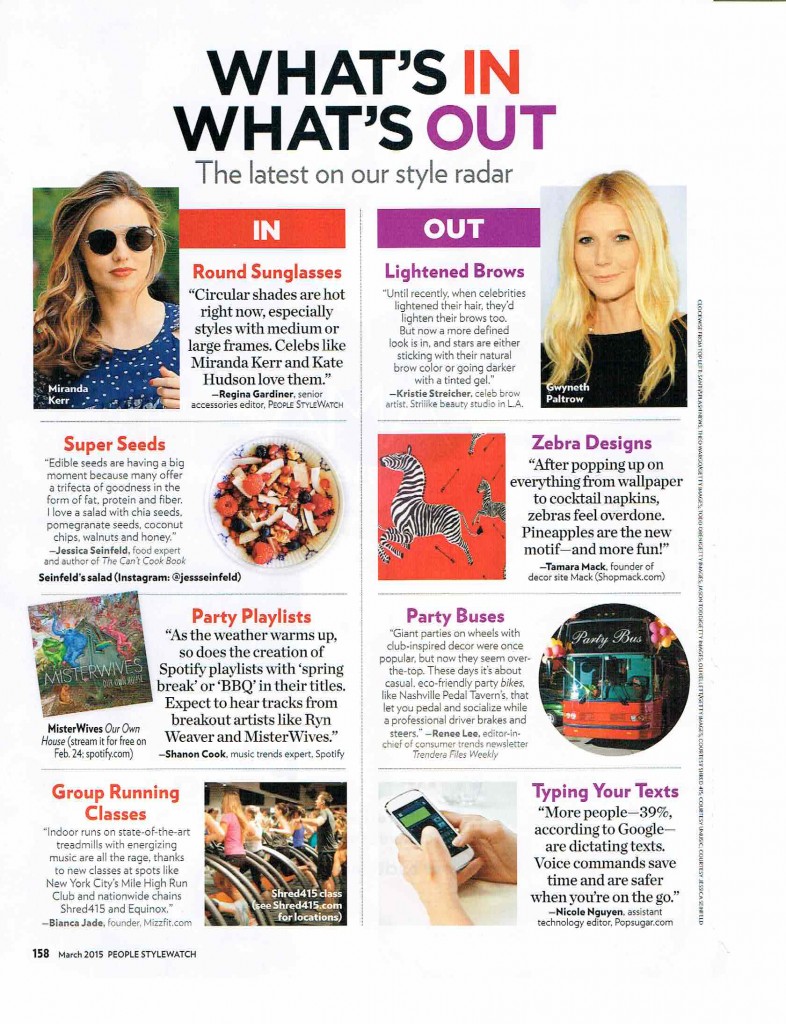 WHAT'S IN
WHAT'S OUT
The latest on our style radar
IN
Miranda
Kerr
Round Sunglasses
"Circular shades are hot
right now, especially
styles with medium or
large frames. Celebs like
Miranda Kerr and Kate
Hudson love them."
—Regina Gardiner, senior
accessories editor, PEOPLE STYLEWATCH
OUT
Lightened Brows
"Until recently, when celebrities
lightened their hair, they'd
lighten their brows too.
But now a more defined
look is in, and stars are either
sticking with their natural
brow color or going darker
with a tinted gel."
—Kristie Streicher, celeb brow
artist, Striiike beauty studio in L.A.
Gwyneth
Paltrow
Super Seeds
"Edible seeds are having a big
moment because many offer
a trifecta of goodness in the
form of fat, protein and fiber.
I love a salad with chia seeds,
pomegranate seeds, coconut
chips, walnuts and honey."
—Jessica Seinfeld, food expert
and author of The Can't Cook Book
Seinfeld's salad (Instagram: @jessseinfeld)
Zebra Designs
"After popping up on
everything from wallpaper
to cocktail napkins,
zebras feel overdone.
Pineapples are the new
motif—and more fun!"
—Tamara Mack, founder of
decor site Mack (Shopmack.com)
MISTERWIVES
OUR OWN HOUSE
MisterWives Our Own
House (stream it for free on
Feb. 24; spotify.com)
Party Playlists
"As the weather warms up,
so does the creation of
Spotify playlists with 'spring
break' or 'BBQ' in their titles.
Expect to hear tracks from
breakout artists like Ryn
Weaver and MisterWives."
—Shanon Cook, music trends expert, Spotify
Party Buses
"Giant parties on wheels with
club-inspired decor were once
popular, but now they seem over-
the-top. These days it's about
casual, eco-friendly party bikes,
like Nashville Pedal Tavern's, that
let you pedal and socialize while
a professional driver brakes and
steers." —Renee Lee, editor-in-
chief of consumer trends newsletter
Trendera Files Weekly
Party Bus
Group Running
Classes
"Indoor runs on state-of-the-art
treadmills with energizing
music are all the rage, thanks
to new classes at spots like
New York City's Mile High Run
Club and nationwide chains
Shred415 and Equinox."
—Bianca Jade, founder, Mizzfit.com
Shred415 class
(see Shred415.com
for locations)
Typing Your Texts
"More people—39%,
according to Google—
are dictating texts.
Voice commands save
time and are safer
when you're on the go."
—Nicole Nguyen, assistant
technology editor, Popsugar.com
158 March 2015 PEOPLE STYLEWATCH